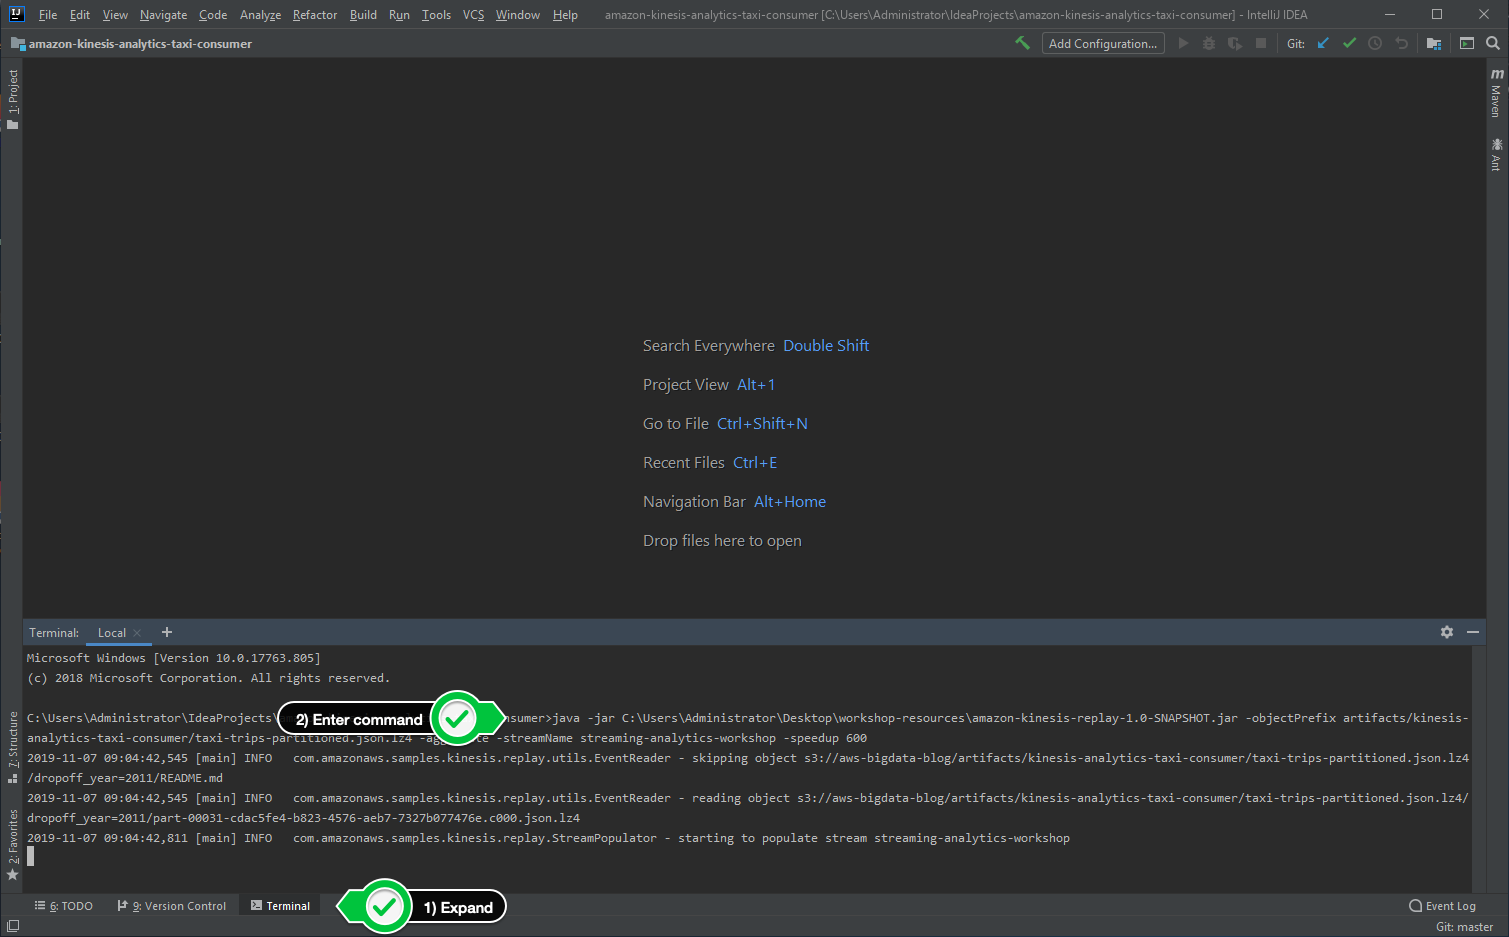 IJ File Edit View Navigate Code Analyze Refactor Build Run Tools VCS Window Help amazon-kinesis-analytics-taxi-consumer [C:\Users\Administrator\IdeaProjects\amazon-kinesis-analytics-taxi-consumer] - IntelliJ IDEA
amazon-kinesis-analytics-taxi-consumer Add Configuration... Git:
1: Project
m Maven
Ant
Search Everywhere Double Shift
Project View Alt+1
Go to File Ctrl+Shift+N
Recent Files Ctrl+E
Navigation Bar Alt+Home
Drop files here to open
Terminal: Local
Microsoft Windows [Version 10.0.17763.805]
(c) 2018 Microsoft Corporation. All rights reserved.
C:\Users\Administrator\IdeaProjects\ 2) Enter command nsumer>java -jar C:\Users\Administrator\Desktop\workshop-resources\amazon-kinesis-replay-1.0-SNAPSHOT.jar -objectPrefix artifacts/kinesis-
analytics-taxi-consumer/taxi-trips-partitioned.json.lz4 -streamName streaming-analytics-workshop -speedup 600
2019-11-07 09:04:42,545 [main] INFO com.amazonaws.samples.kinesis.replay.utils.EventReader - skipping object s3://aws-bigdata-blog/artifacts/kinesis-analytics-taxi-consumer/taxi-trips-partitioned.json.lz4
/dropoff_year=2011/README.md
2019-11-07 09:04:42,545 [main] INFO com.amazonaws.samples.kinesis.replay.utils.EventReader - reading object s3://aws-bigdata-blog/artifacts/kinesis-analytics-taxi-consumer/taxi-trips-partitioned.json.lz4/
dropoff_year=2011/part-00031-cdac5fe4-b823-4576-aeb7-7327b077476e.c000.json.lz4
2019-11-07 09:04:42,811 [main] INFO com.amazonaws.samples.kinesis.replay.StreamPopulator - starting to populate stream streaming-analytics-workshop
7: Structure
2: Favorites
6: TODO 9: Version Control Terminal 1) Expand Event Log
Git: master